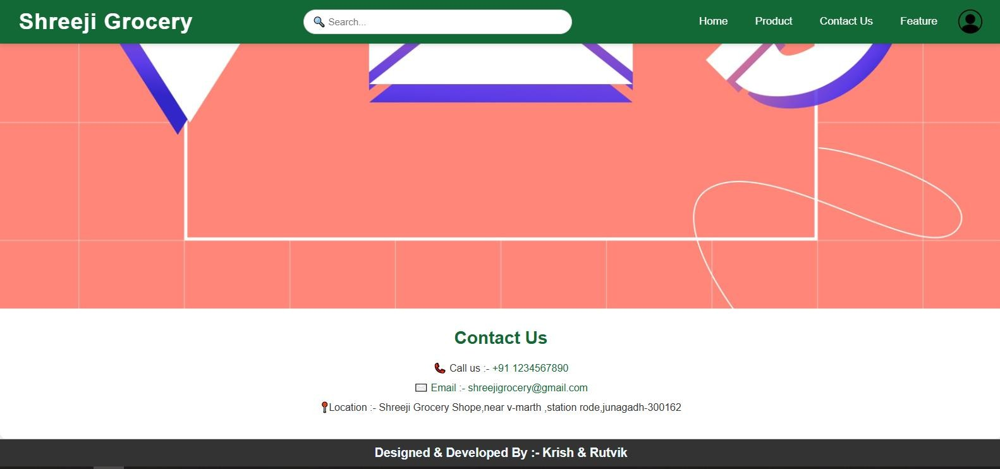 Shreeji Grocery
Search...
Home
Product
Contact Us
Feature
Contact Us
Call us :- +91 1234567890
Email :- shreejigrocery@gmail.com
Location :- Shreeji Grocery Shope,near v-marth ,station rode,junagadh-300162
Designed & Developed By :- Krish & Rutvik